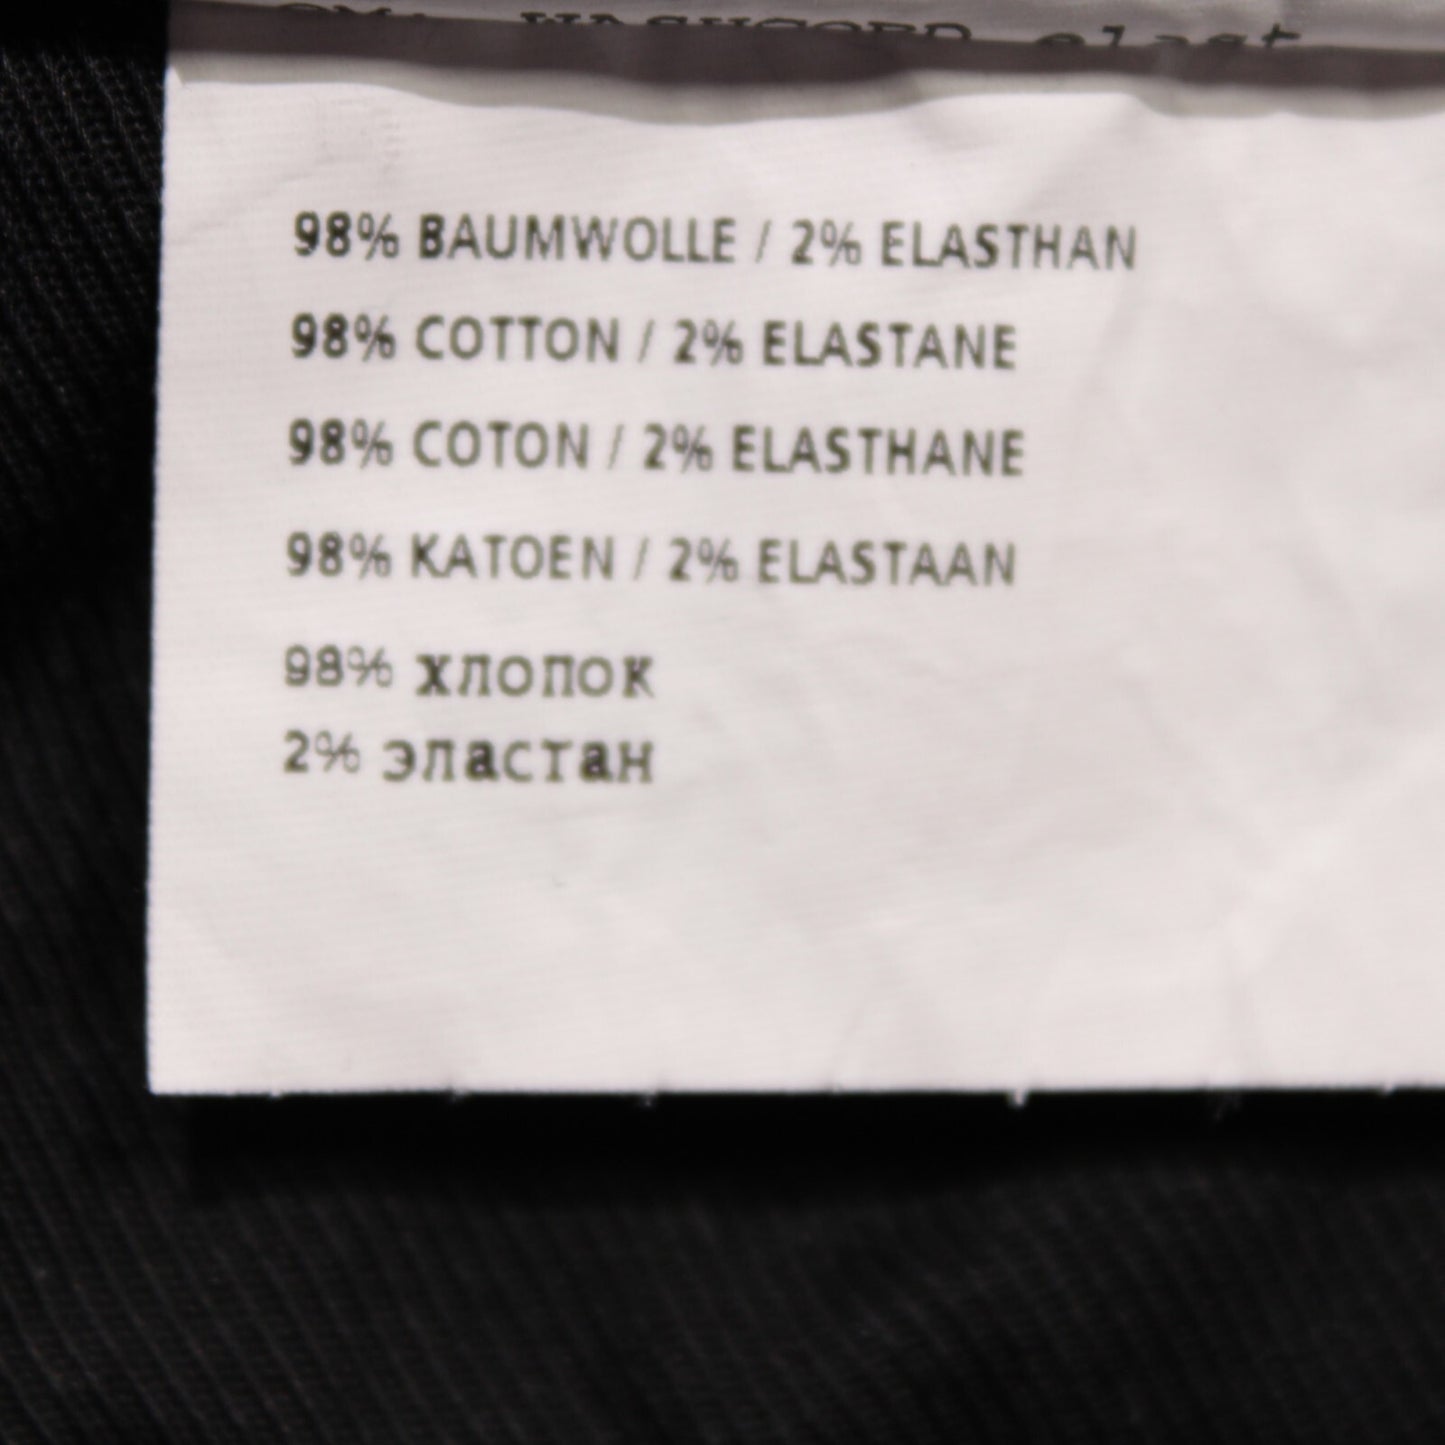 elast
98% BAUMWOLLE / 2% ELASTHAN
98% COTTON / 2% ELASTANE
98% COTON / 2% ELASTHANE
98% KATOEN / 2% ELASTAAN
98% хлопок
2% эластан